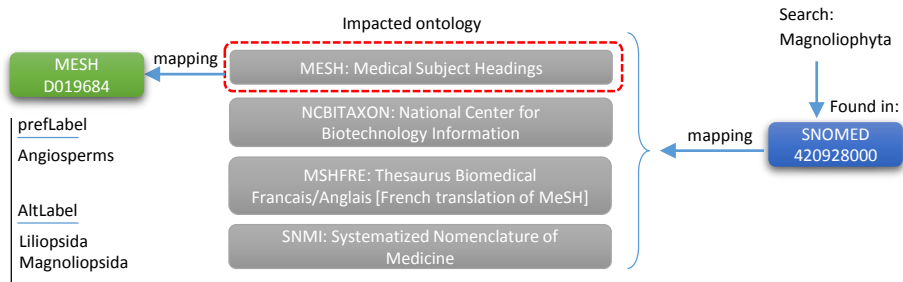 Impacted ontology
Search:
Magnoliophyta
MESH
D019684
mapping
MESH: Medical Subject Headings
NCBITAXON: National Center for
Biotechnology Information
MSHFRE: Thesaurus Biomedical
Francais/Anglais [French translation of MeSH]
SNMI: Systematized Nomenclature of
Medicine
mapping
Found in:
SNOMED
420928000
prefLabel
Angiosperms
AltLabel
Liliopsida
Magnoliopsida